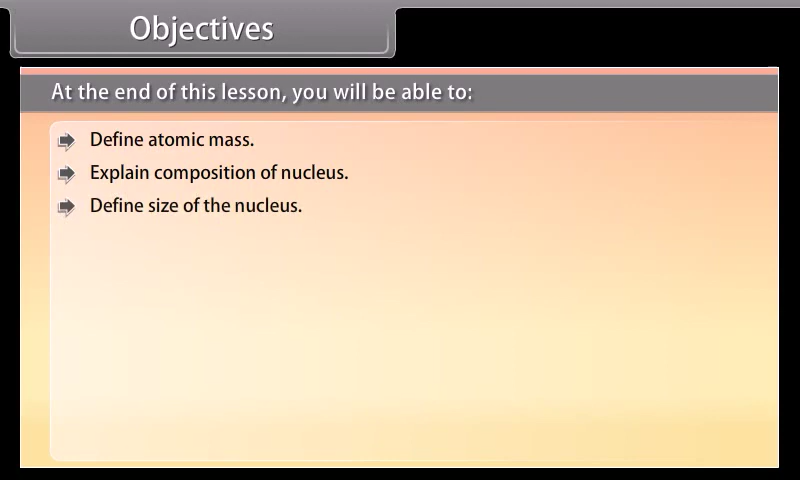 Objectives
At the end of this lesson, you will be able to:
Define atomic mass.
Explain composition of nucleus.
Define size of the nucleus.